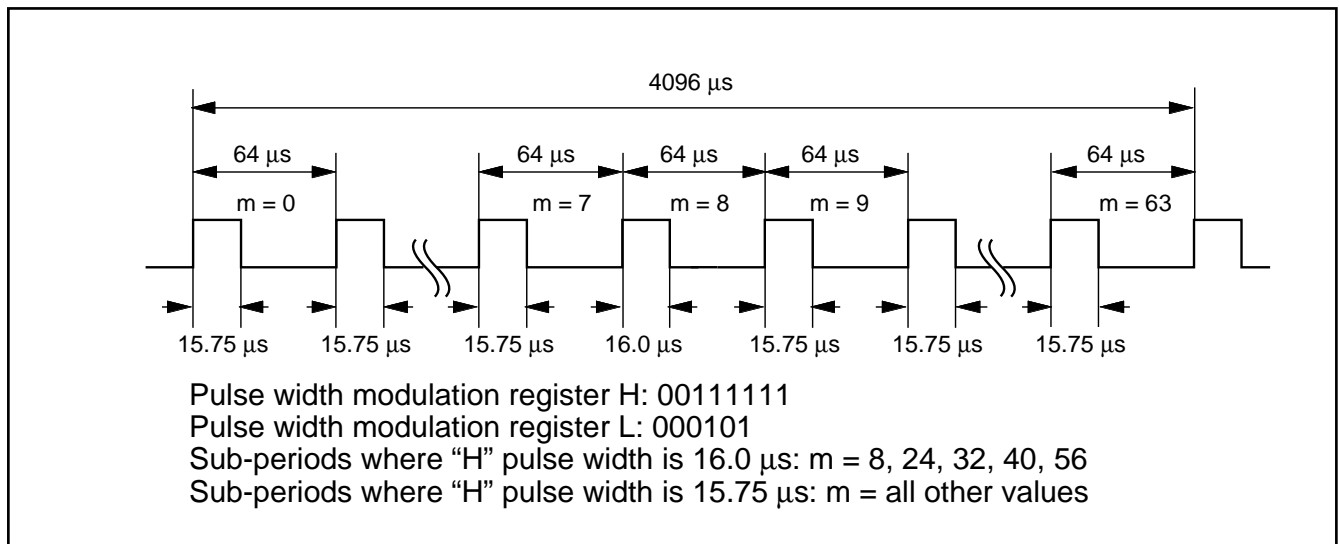 4096 μs
64 μs 64 μs 64 μs 64 μs 64 μs
m = 0 m = 7 m = 8 m = 9 m = 63
15.75 μs 15.75 μs 15.75 μs 16.0 μs 15.75 μs 15.75 μs 15.75 μs
Pulse width modulation register H: 00111111
Pulse width modulation register L: 000101
Sub-periods where “H” pulse width is 16.0 μs: m = 8, 24, 32, 40, 56
Sub-periods where “H” pulse width is 15.75 μs: m = all other values